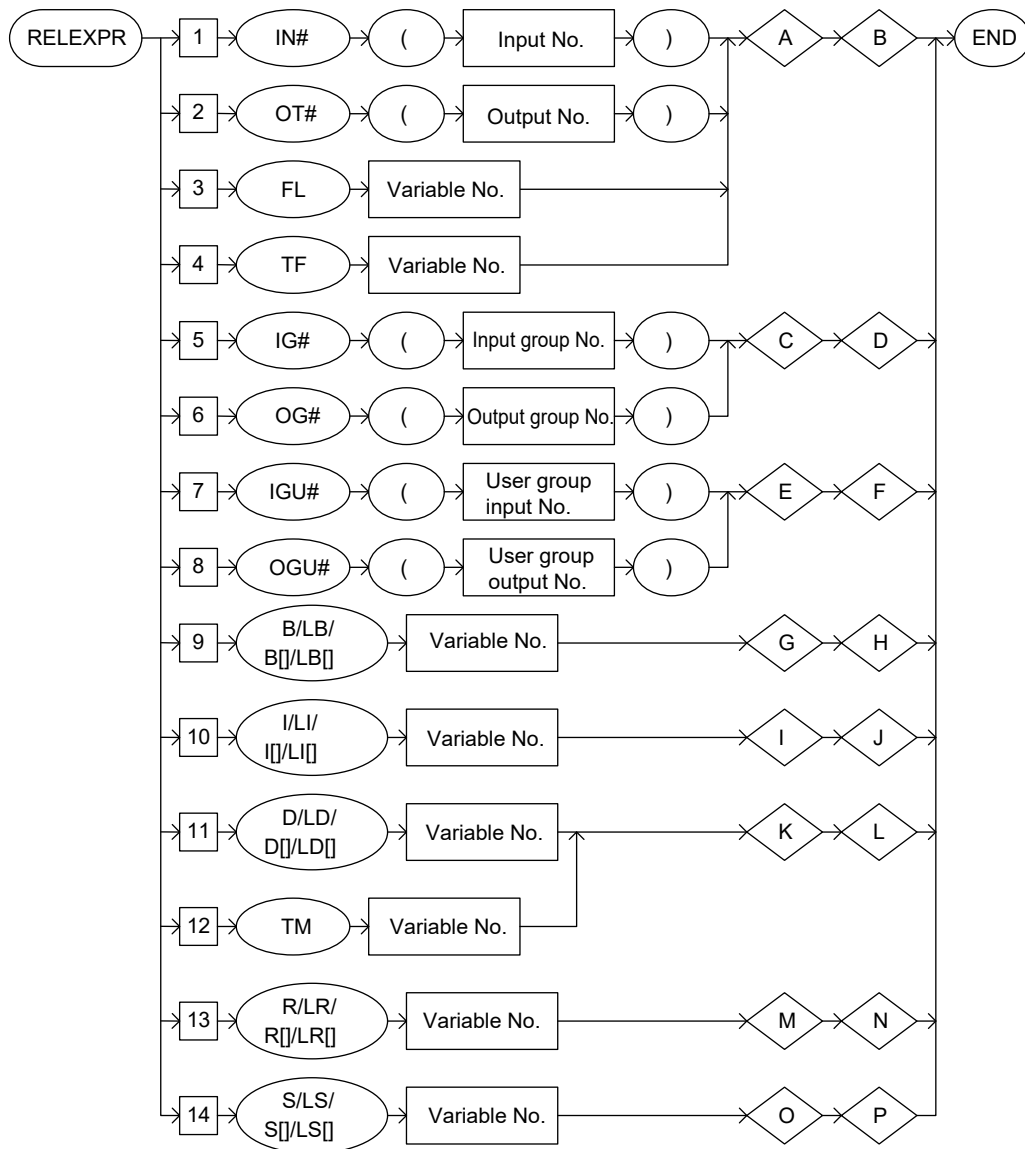 RELEXPR 1 IN# ( Input No. ) A B END
2 OT# ( Output No. )
3 FL Variable No.
4 TF Variable No.
5 IG# ( Input group No. ) C D
6 OG# ( Output group No. )
7 IGU# ( User group
input No. ) E F
8 OGU# ( User group
output No. )
9 B/LB/
B[]/LB[] Variable No. G H
10 I/LI/
I[]/LI[] Variable No. I J
11 D/LD/
D[]/LD[] Variable No. K L
12 TM Variable No.
13 R/LR/
R[]/LR[] Variable No. M N
14 S/LS/
S[]/LS[] Variable No. O P